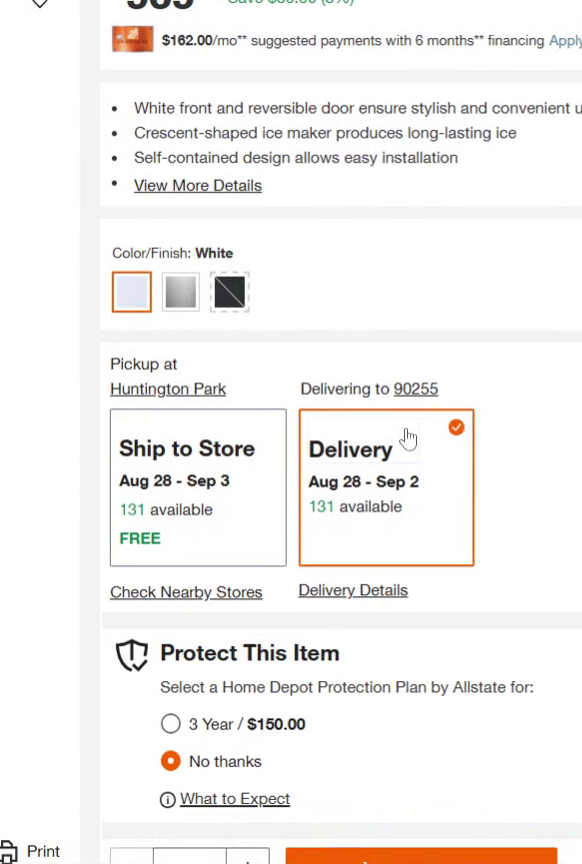 $162.00/mo** suggested payments with 6 months** financing Apply
White front and reversible door ensure stylish and convenient u
Crescent-shaped ice maker produces long-lasting ice
Self-contained design allows easy installation
View More Details
Color/Finish: White
Pickup at
Huntington Park
Delivering to 90255
Ship to Store
Aug 28 - Sep 3
131 available
FREE
Delivery
Aug 28 - Sep 2
131 available
Check Nearby Stores
Delivery Details
Protect This Item
Select a Home Depot Protection Plan by Allstate for:
3 Year / $150.00
No thanks
What to Expect
Print